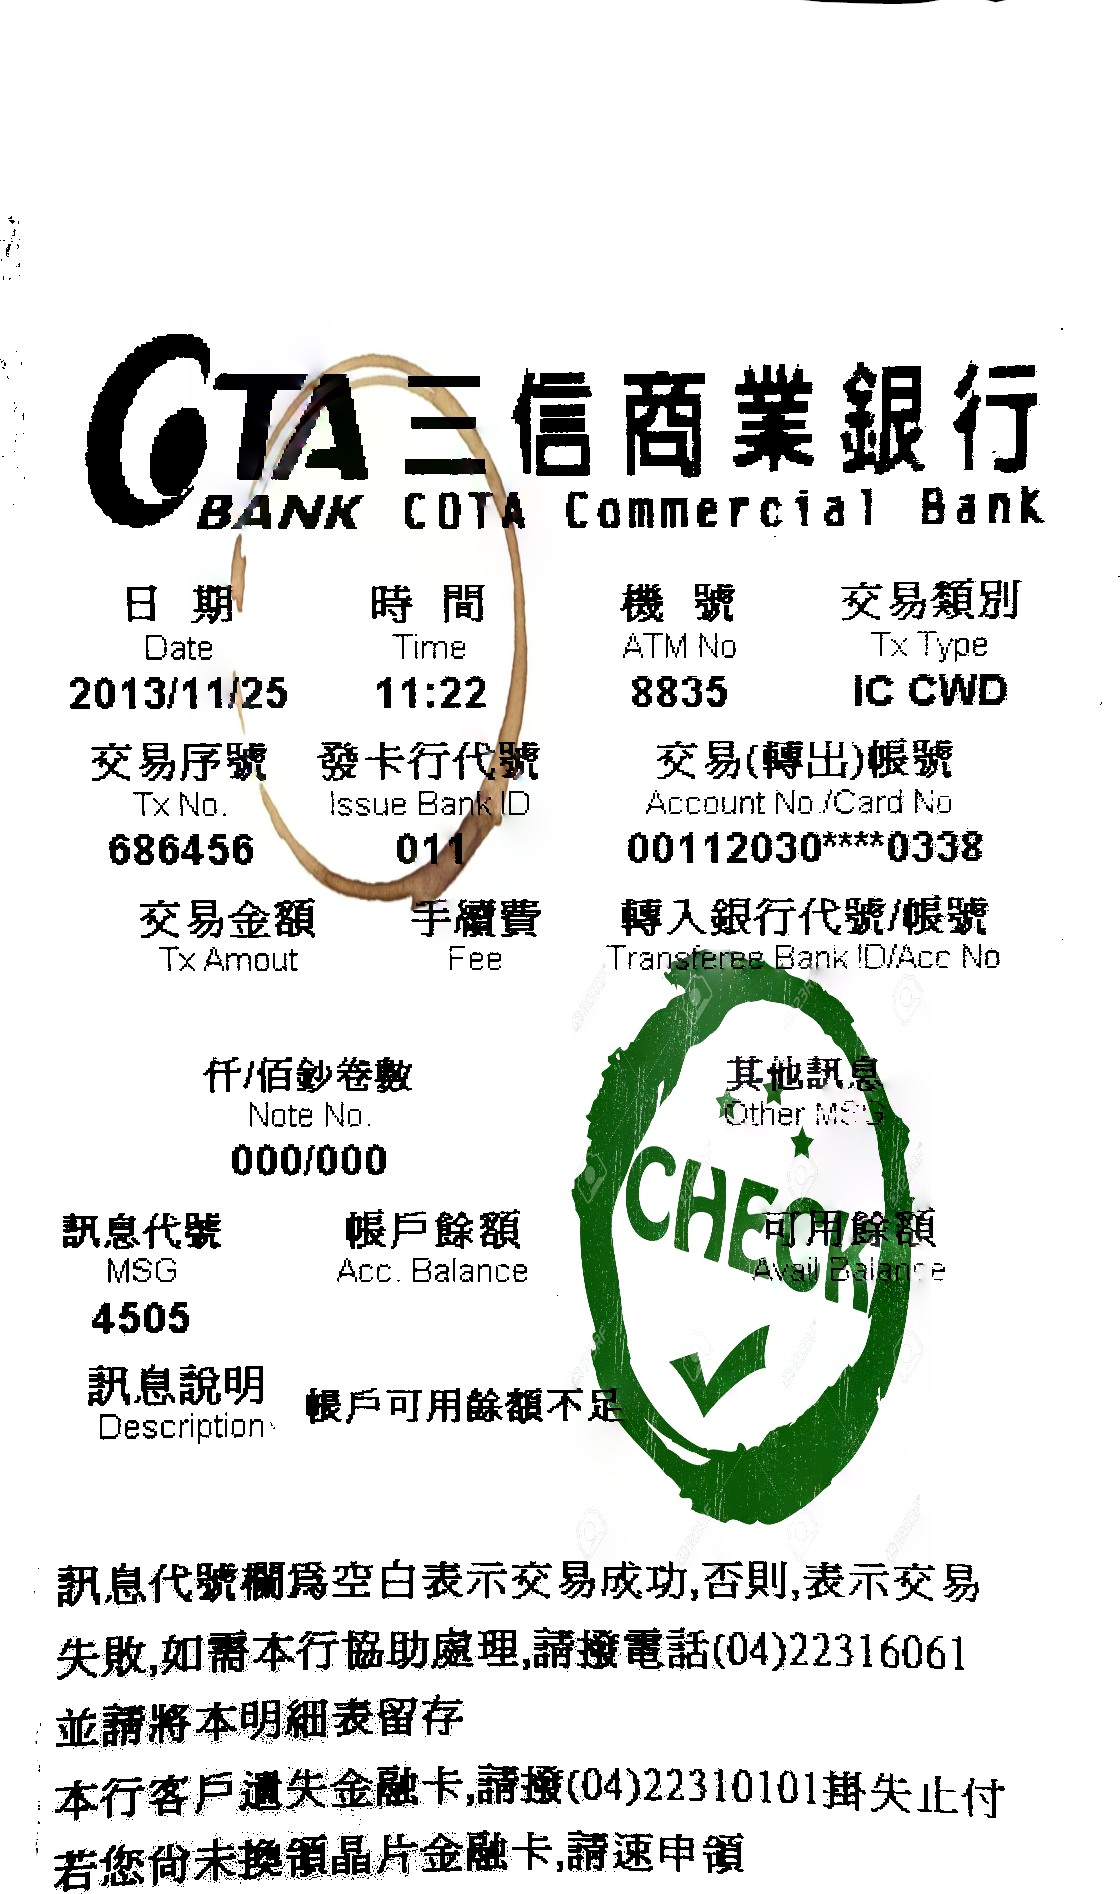 COTA 三信商業銀行
BANK COTA Commercial Bank
日 期 時 間 機 號 交易類別
Date Time ATM No Tx Type
2013/11/25 11:22 8835 IC CWD
交易序號 發卡行代號 交易(轉出)帳號
Tx No. Issue Bank ID Account No./Card No
686456 011 00112030****0338
交易金額 手續費 轉入銀行代號/帳號
Tx Amout Fee Transferee Bank ID/Acc No
仟/佰鈔卷數 其他訊息
Note No. Other MSG
000/000
CHECK
訊息代號 帳戶餘額 可用餘額
MSG Acc. Balance Avail Balance
4505
訊息說明 帳戶可用餘額不足
Description
訊息代號欄爲空白表示交易成功,否則,表示交易
失敗,如需本行協助處理,請撥電話(04)22316061
並請將本明細表留存
本行客戶遺失金融卡,請撥(04)22310101掛失止付
若您尙未換領晶片金融卡,請速申領